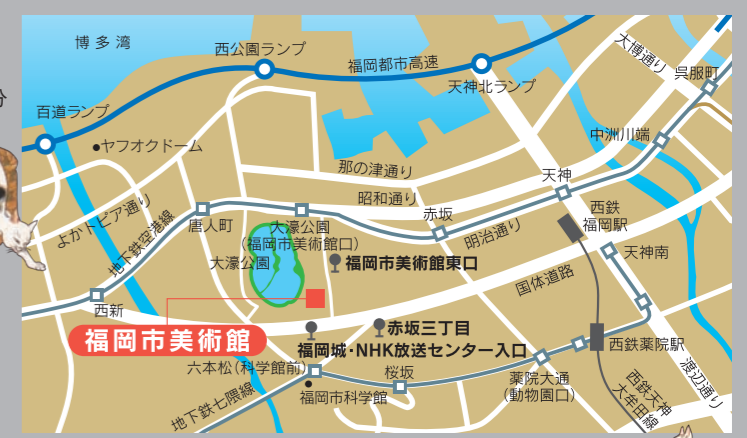 博多湾
西公園ランプ
福岡都市高速
大博通り
呉服町
天神北ランプ
分
百道ランプ
ヤフオクドーム
中洲川端
那の津通り
天神
昭和通り
よかトピア通り
地下鉄空港線
唐人町
大濠公園
(福岡市美術館口)
赤坂
明治通り
西鉄
福岡駅
大濠公園
福岡市美術館東口
天神南
国体道路
西新
福岡市美術館
赤坂三丁目
福岡城・NHK放送センター入口
西鉄薬院駅
六本松(科学館前)
桜坂
薬院大通
(動物園口)
渡辺通り
福岡市科学館
地下鉄七隈線
西鉄天神
大牟田線